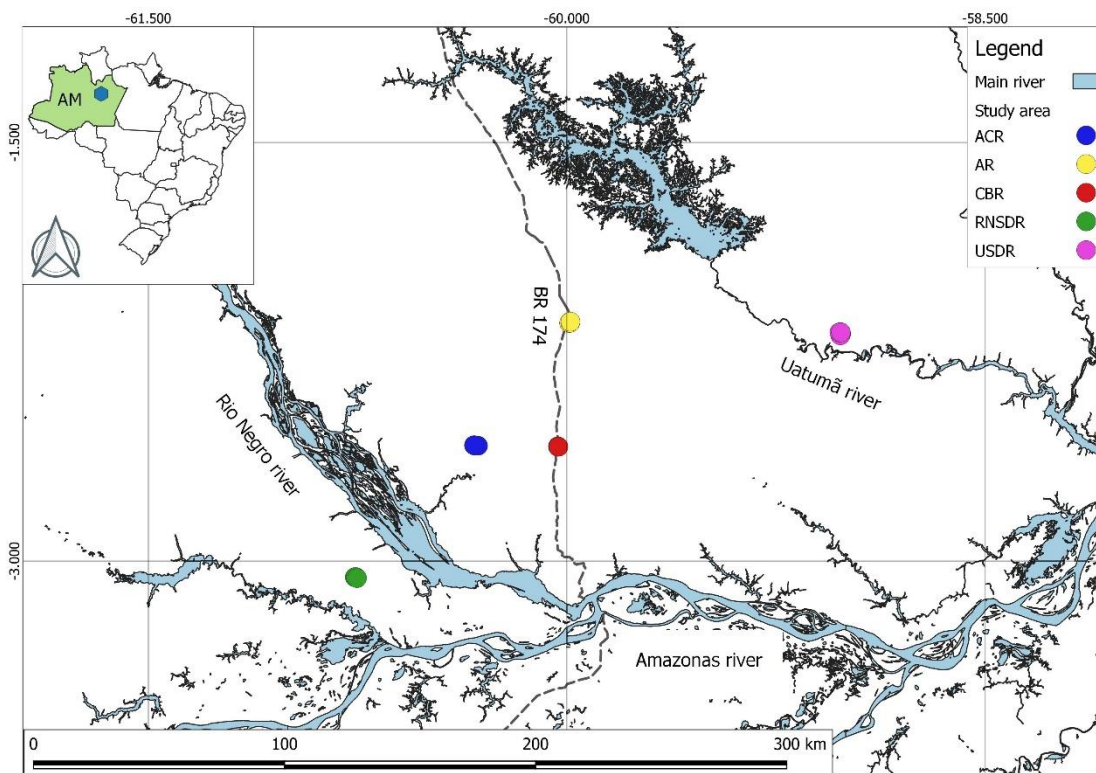 -61.500
-60.000
-58.500
AM
Legend
Main river
Study area
ACR
AR
CBR
RNSDR
USDR
-1.500
BR 174
Uatumã river
Rio Negro river
-3.000
Amazonas river
0
100
200
300 km